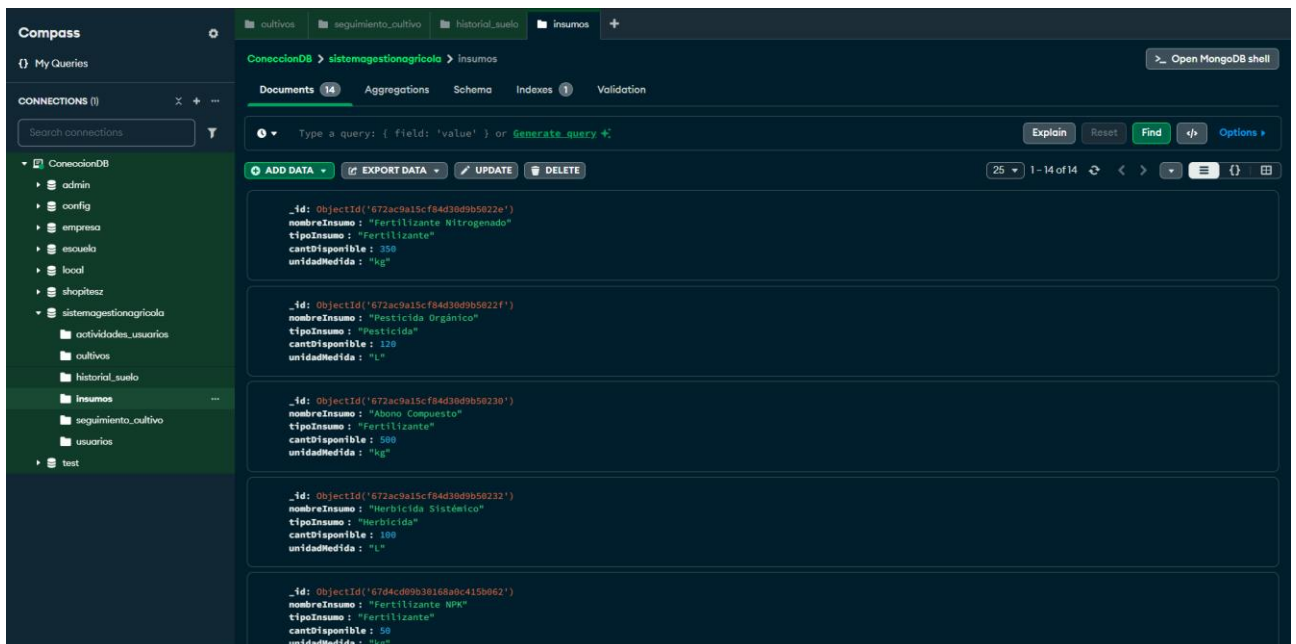 Compass
{} My Queries
CONNECTIONS (1)
Search connections
ConeccionDB
admin
config
empresa
escuela
local
shopitesz
sistemagestionagricola
actividades_usuarios
cultivos
historial_suelo
insumos
seguimiento_cultivo
usuarios
test
cultivos
seguimiento_cultivo
historial_suelo
insumos
ConeccionDB > sistemagestionagricola > insumos
>_ Open MongoDB shell
Documents 14 Aggregations Schema Indexes 1 Validation
Type a query: { field: 'value' } or Generate query
Explain Reset Find </> Options
ADD DATA EXPORT DATA UPDATE DELETE
25 1 – 14 of 14 < > {}
_id: ObjectId('672ac9a15cf84d30d9b5022e')
nombreInsumo : "Fertilizante Nitrogenado"
tipoInsumo : "Fertilizante"
cantDisponible : 350
unidadMedida : "kg"
_id: ObjectId('672ac9a15cf84d30d9b5022f')
nombreInsumo : "Pesticida Orgánico"
tipoInsumo : "Pesticida"
cantDisponible : 120
unidadMedida : "L"
_id: ObjectId('672ac9a15cf84d30d9b50230')
nombreInsumo : "Abono Compuesto"
tipoInsumo : "Fertilizante"
cantDisponible : 500
unidadMedida : "kg"
_id: ObjectId('672ac9a15cf84d30d9b50232')
nombreInsumo : "Herbicida Sistémico"
tipoInsumo : "Herbicida"
cantDisponible : 100
unidadMedida : "L"
_id: ObjectId('67d4cd09b30168a0c415b062')
nombreInsumo : "Fertilizante NPK"
tipoInsumo : "Fertilizante"
cantDisponible : 50
unidadMedida : "kg"